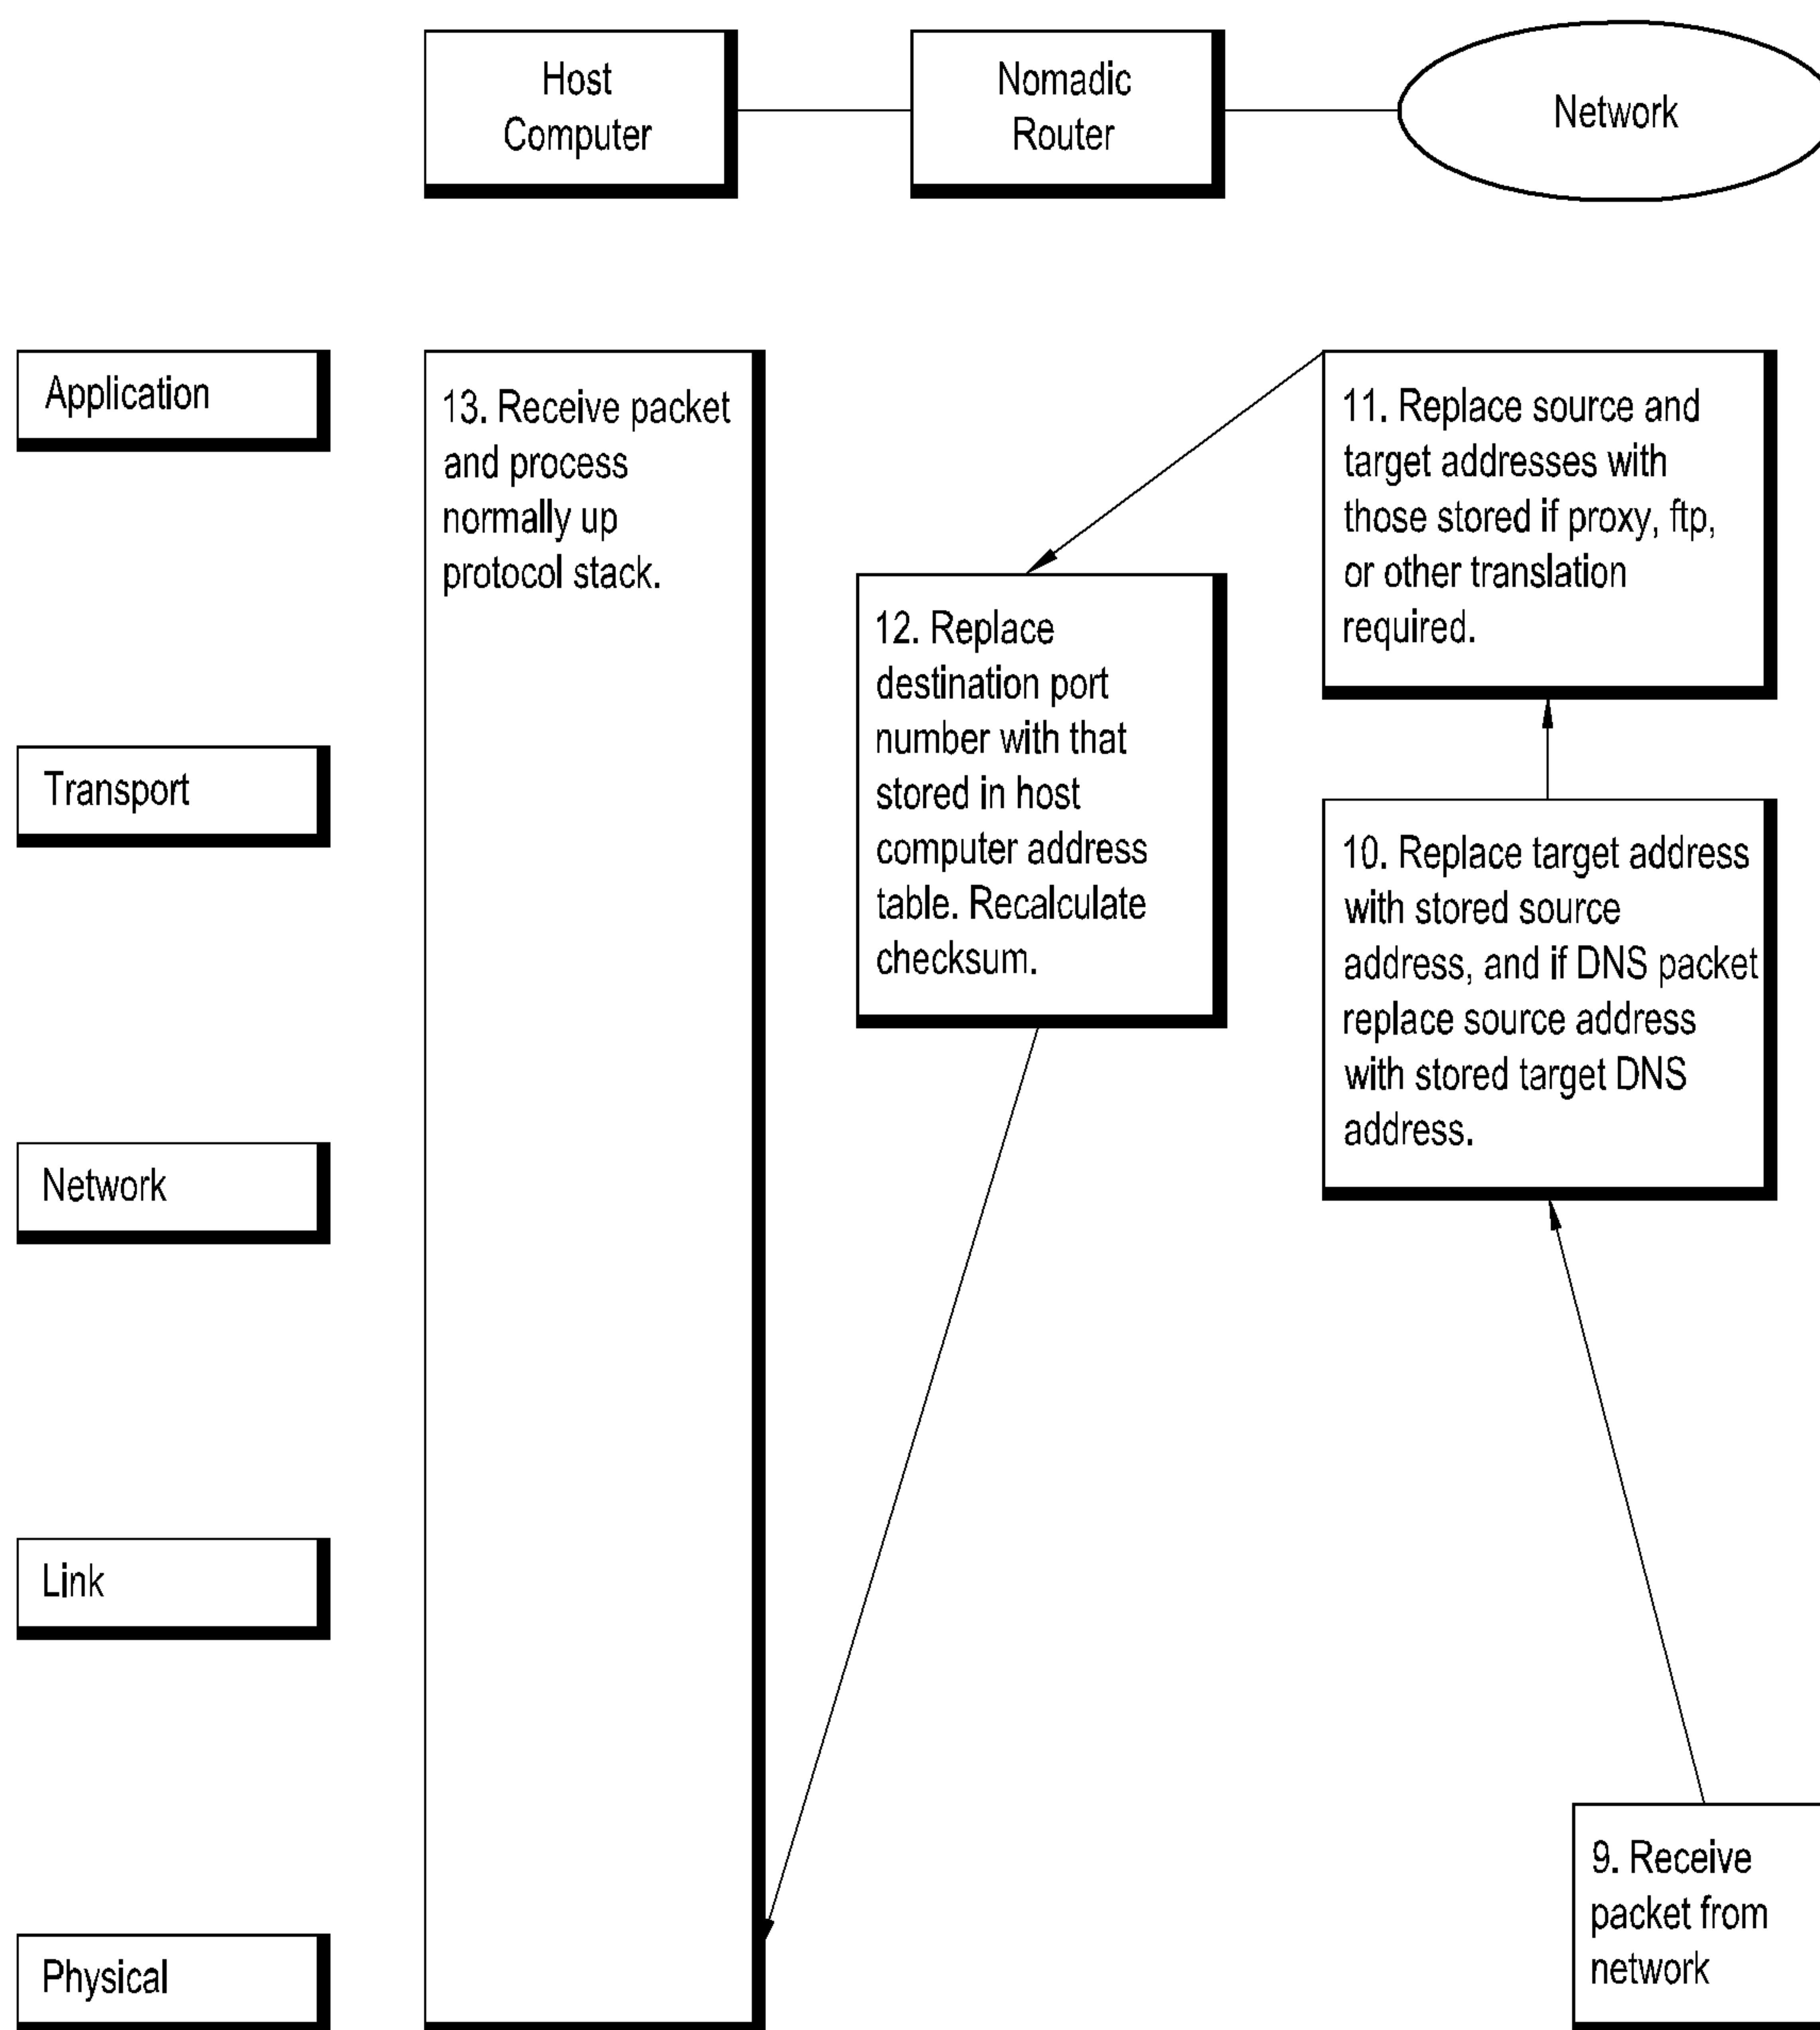 Host
Computer
Nomadic
Router
Network
Application
Transport
Network
Link
Physical
13. Receive packet
and process
normally up
protocol stack.
12. Replace
destination port
number with that
stored in host
computer address
table. Recalculate
checksum.
11. Replace source and
target addresses with
those stored if proxy, ftp,
or other translation
required.
10. Replace target address
with stored source
address, and if DNS packet
replace source address
with stored target DNS
address.
9. Receive
packet from
network